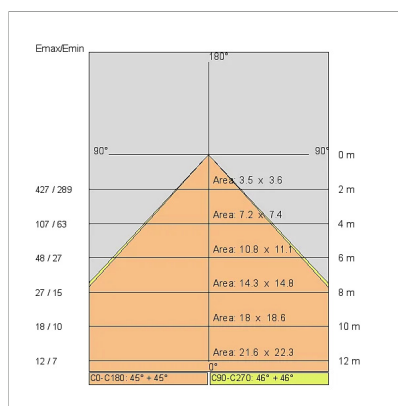 Emax/Emin
180°
90° 90° 0 m
Area: 3.5 x 3.6
427 / 289 2 m
Area: 7.2 x 7.4
107 / 63 4 m
Area: 10.8 x 11.1
48 / 27 6 m
Area: 14.3 x 14.8
27 / 15 8 m
Area: 18 x 18.6
18 / 10 10 m
Area: 21.6 x 22.3
12 / 7 12 m
0°
C0-C180: 45° + 45° C90-C270: 46° + 46°